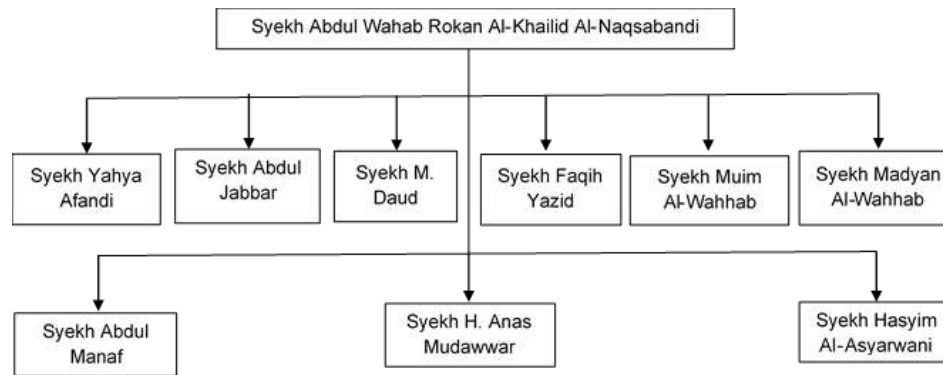 Syekh Abdul Wahab Rokan Al-Khailid Al-Naqsabandi
Syekh Yahya
Afandi
Syekh Abdul
Jabbar
Syekh M.
Daud
Syekh Faqih
Yazid
Syekh Muim
Al-Wahhab
Syekh Madyan
Al-Wahhab
Syekh Abdul
Manaf
Syekh H. Anas
Mudawwar
Syekh Hasyim
Al-Asyarwani